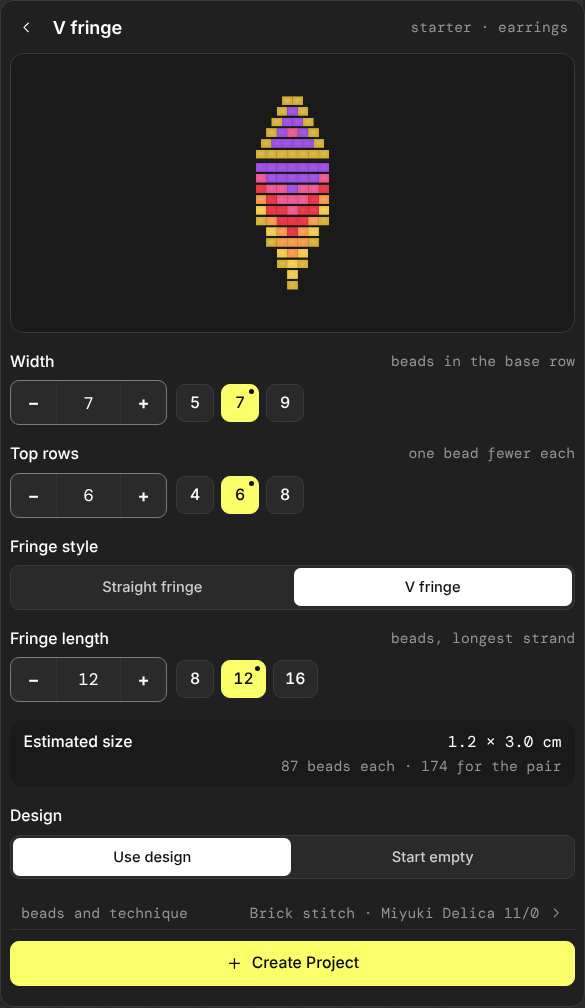 V fringe
starter · earrings
Width
beads in the base row
– 7 + 5 7 9
Top rows
one bead fewer each
– 6 + 4 6 8
Fringe style
Straight fringe
V fringe
Fringe length
beads, longest strand
– 12 + 8 12 16
Estimated size
1.2 × 3.0 cm
87 beads each · 174 for the pair
Design
Use design
Start empty
beads and technique
Brick stitch · Miyuki Delica 11/0
+ Create Project